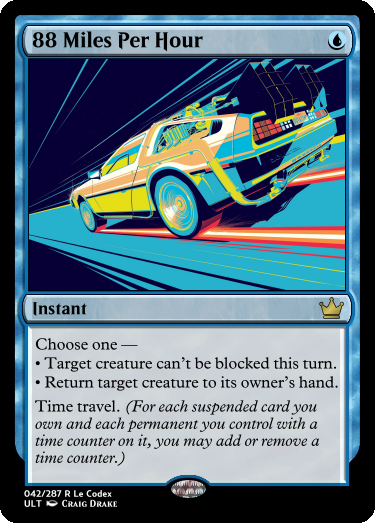 88 Miles Per Hour
Instant
Choose one —
• Target creature can't be blocked this turn.
• Return target creature to its owner's hand.
Time travel. (For each suspended card you
own and each permanent you control with a
time counter on it, you may add or remove a
time counter.)
042/287 R Le Codex
ULT Craig Drake